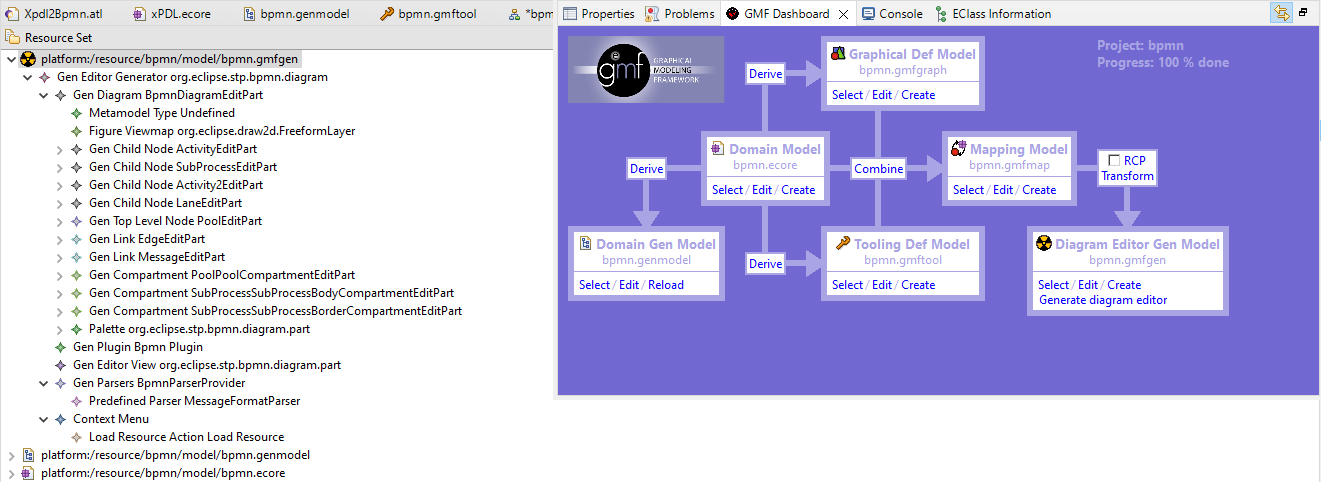 Xpdl2Bpmn.atl
xPDL.ecore
bpmn.genmodel
bpmn.gmftool
*bpm
Resource Set
platform:/resource/bpmn/model/bpmn.gmfgen
Gen Editor Generator org.eclipse.stp.bpmn.diagram
Gen Diagram BpmnDiagramEditPart
Metamodel Type Undefined
Figure Viewmap org.eclipse.draw2d.FreeformLayer
Gen Child Node ActivityEditPart
Gen Child Node SubProcessEditPart
Gen Child Node Activity2EditPart
Gen Child Node LaneEditPart
Gen Top Level Node PoolEditPart
Gen Link EdgeEditPart
Gen Link MessageEditPart
Gen Compartment PoolPoolCompartmentEditPart
Gen Compartment SubProcessSubProcessBodyCompartmentEditPart
Gen Compartment SubProcessSubProcessBorderCompartmentEditPart
Palette org.eclipse.stp.bpmn.diagram.part
Gen Plugin Bpmn Plugin
Gen Editor View org.eclipse.stp.bpmn.diagram.part
Gen Parsers BpmnParserProvider
Predefined Parser MessageFormatParser
Context Menu
Load Resource Action Load Resource
platform:/resource/bpmn/model/bpmn.genmodel
platform:/resource/bpmn/model/bpmn.ecore
Properties
Problems
GMF Dashboard
Console
EClass Information
e
gmf
GRAPHICAL
MODELING
FRAMEWORK
Project: bpmn
Progress: 100 % done
Derive
Graphical Def Model
bpmn.gmfgraph
Select / Edit / Create
Derive
Domain Model
bpmn.ecore
Select / Edit / Create
Combine
Mapping Model
bpmn.gmfmap
Select / Edit / Create
RCP
Transform
Domain Gen Model
bpmn.genmodel
Select / Edit / Reload
Derive
Tooling Def Model
bpmn.gmftool
Select / Edit / Create
Diagram Editor Gen Model
bpmn.gmfgen
Select / Edit / Create
Generate diagram editor